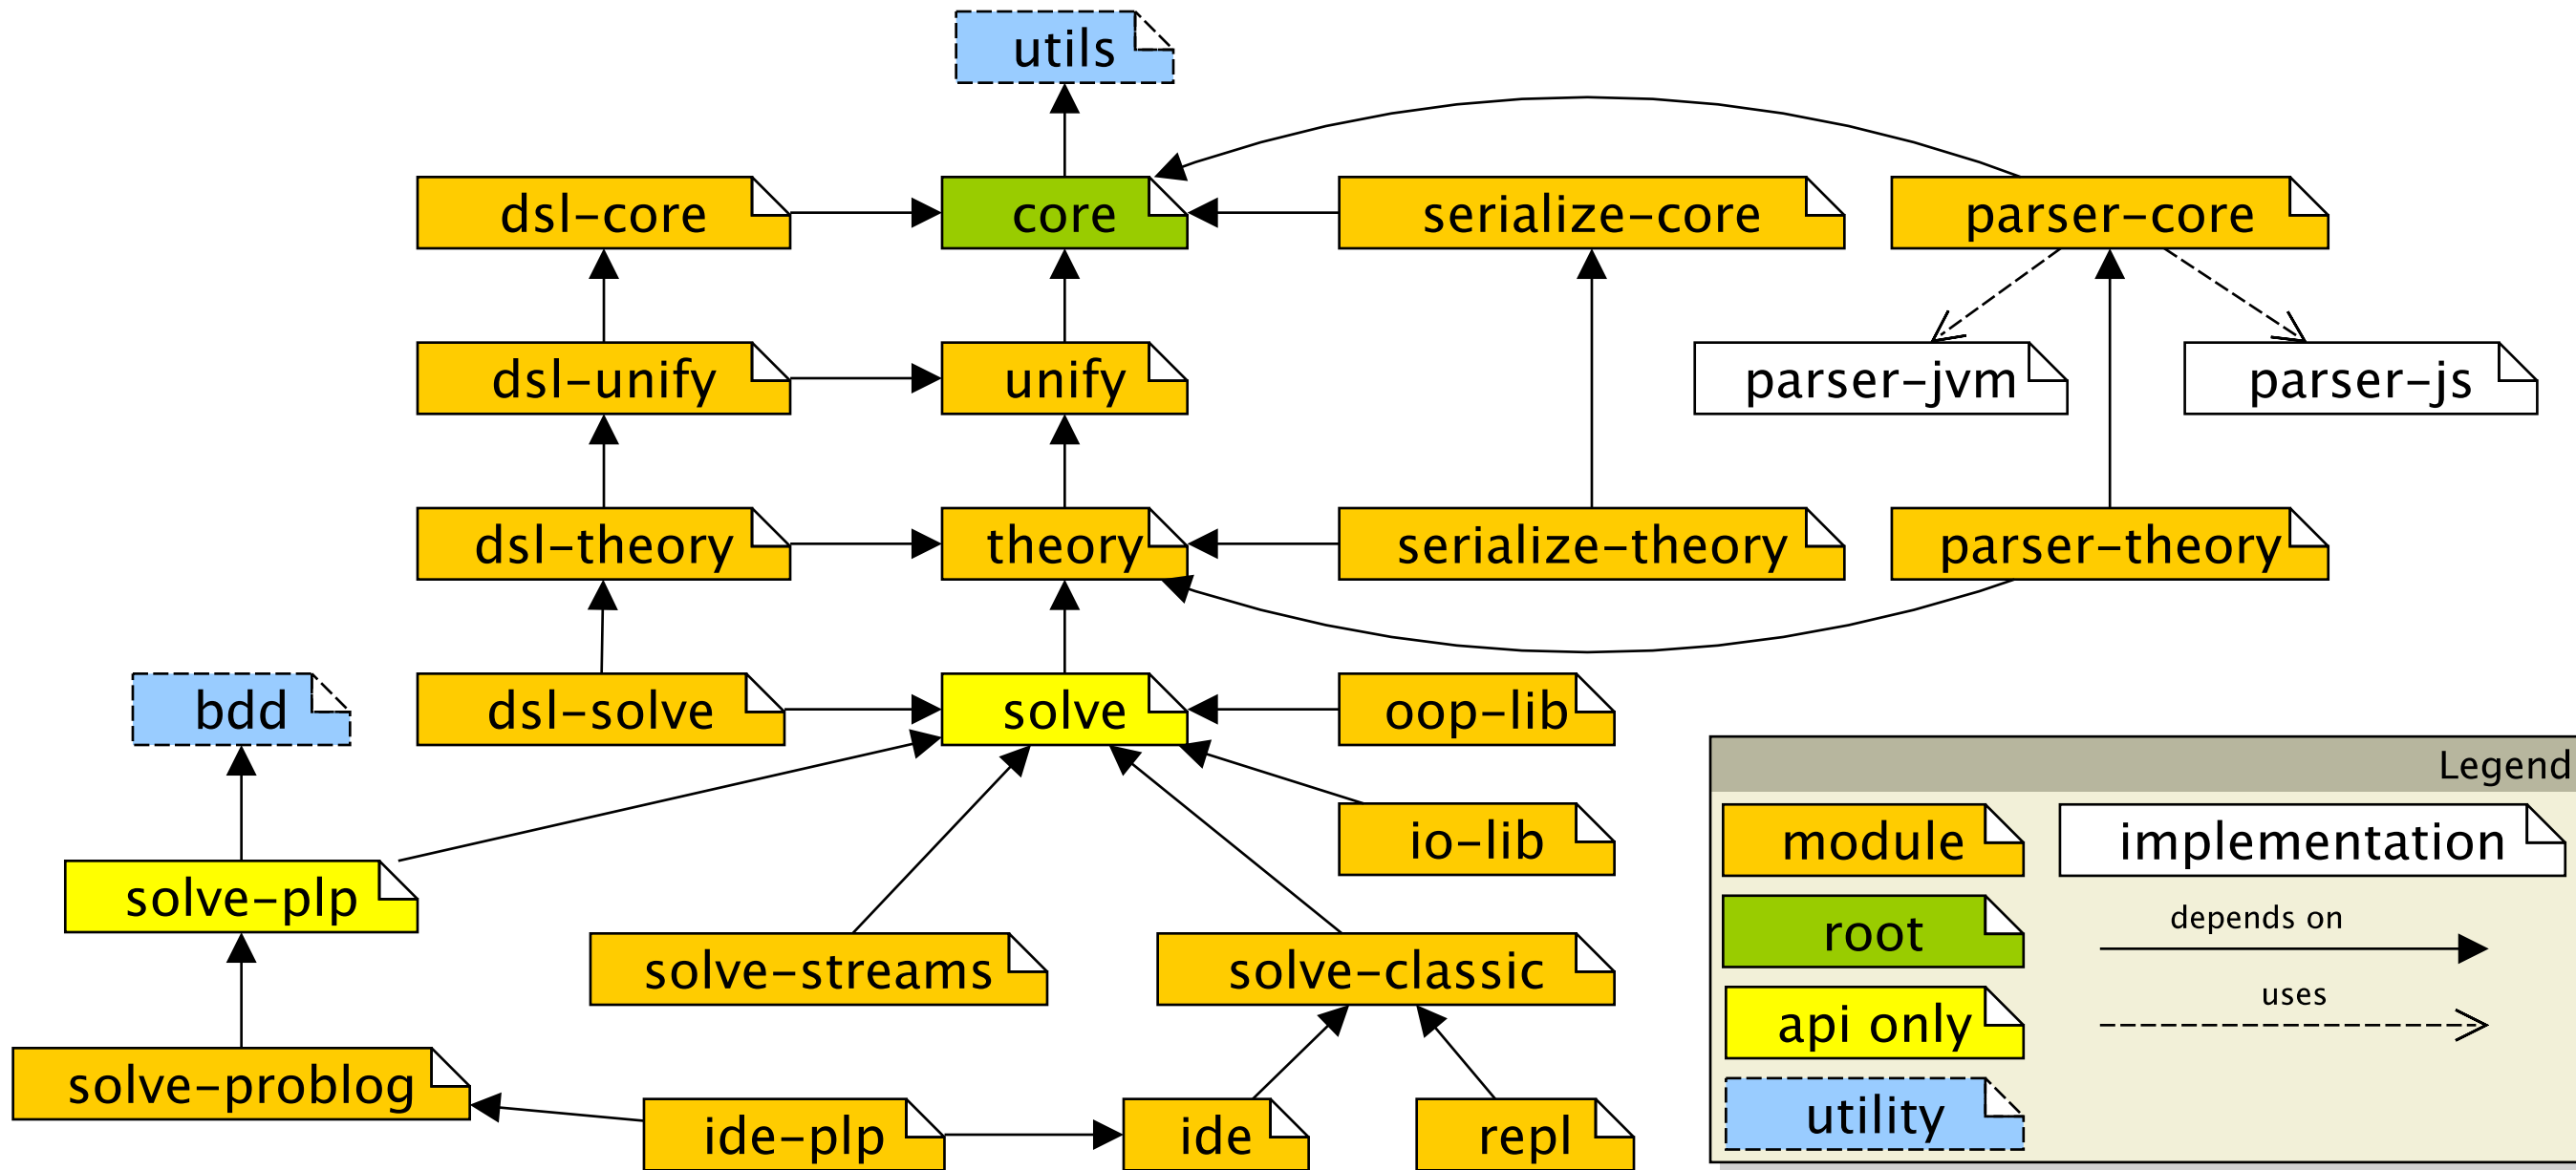 utils
dsl-core
core
serialize-core
parser-core
dsl-unify
unify
parser-jvm
parser-js
dsl-theory
theory
serialize-theory
parser-theory
bdd
dsl-solve
solve
oop-lib
io-lib
solve-plp
solve-streams
solve-classic
solve-problog
ide-plp
ide
repl
Legend
module
implementation
root
depends on
api only
uses
utility